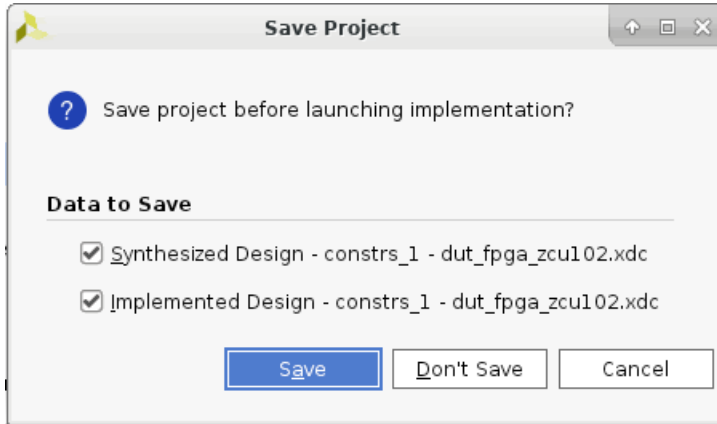 Save Project
Save project before launching implementation?
Data to Save
Synthesized Design - constrs_1 - dut_fpga_zcu102.xdc
Implemented Design - constrs_1 - dut_fpga_zcu102.xdc
Save
Don't Save
Cancel